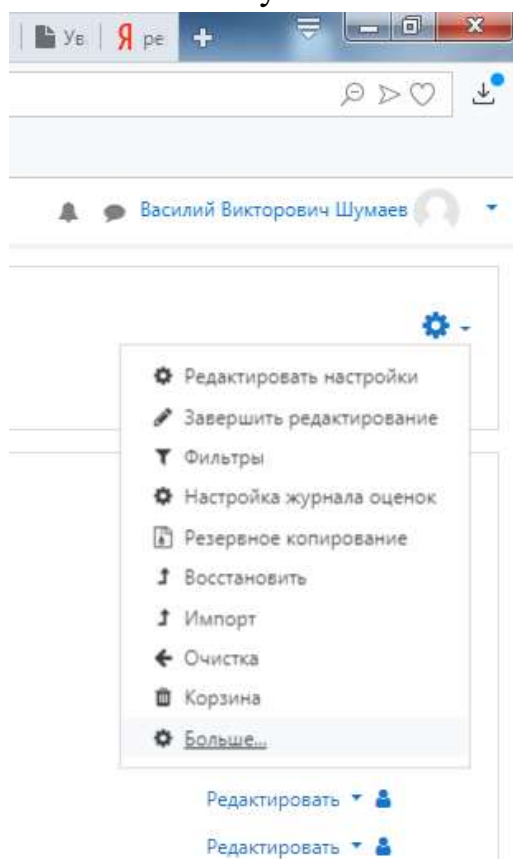 Ув
Я ре
Василий Викторович Шумаев
Редактировать настройки
Завершить редактирование
Фильтры
Настройка журнала оценок
Резервное копирование
Восстановить
Импорт
Очистка
Корзина
Больше...
Редактировать
Редактировать